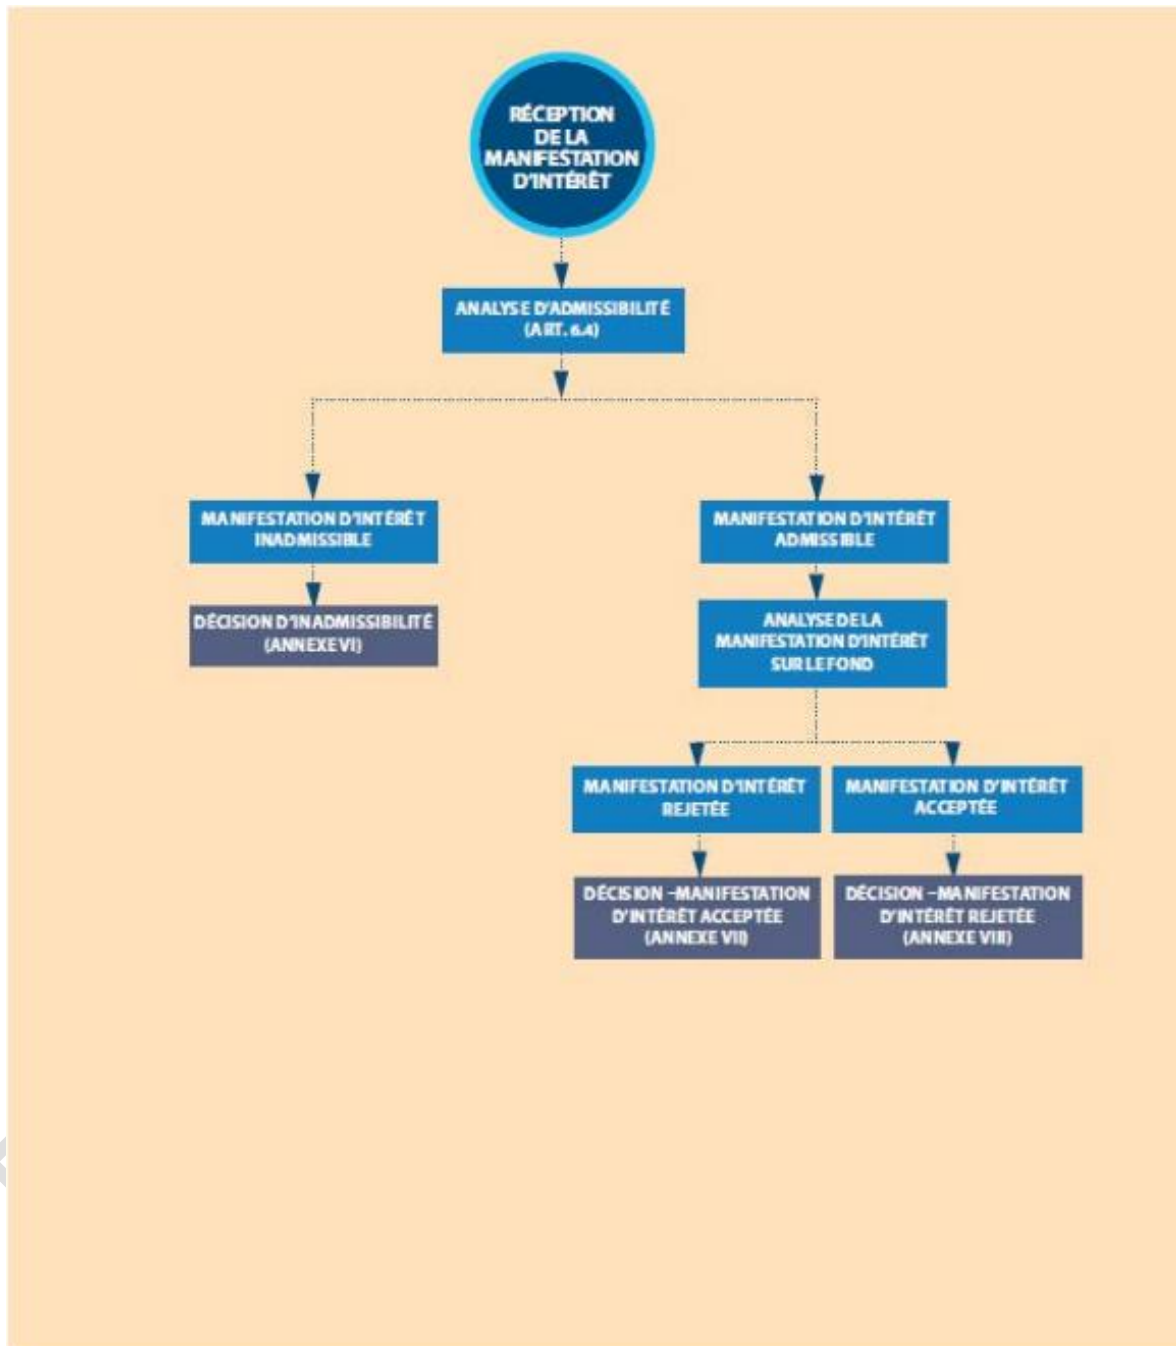 RÉCEPTION
DE LA
MANIFESTATION
D'INTÉRÊT
ANALYSE D'ADMISSIBILITÉ
(ART. 6.4)
MANIFESTATION D'INTÉRÊT
INADMISSIBLE
MANIFESTATION D'INTÉRÊT
ADMISSIBLE
DÉCISION D'INADMISSIBILITÉ
(ANNEXE VI)
ANALYSE DE LA
MANIFESTATION D'INTÉRÊT
SUR LE FOND
MANIFESTATION D'INTÉRÊT
REJETÉE
MANIFESTATION D'INTÉRÊT
ACCEPTÉE
DÉCISION –MANIFESTATION
D'INTÉRÊT ACCEPTÉE
(ANNEXE VII)
DÉCISION –MANIFESTATION
D'INTÉRÊT REJETÉE
(ANNEXE VIII)